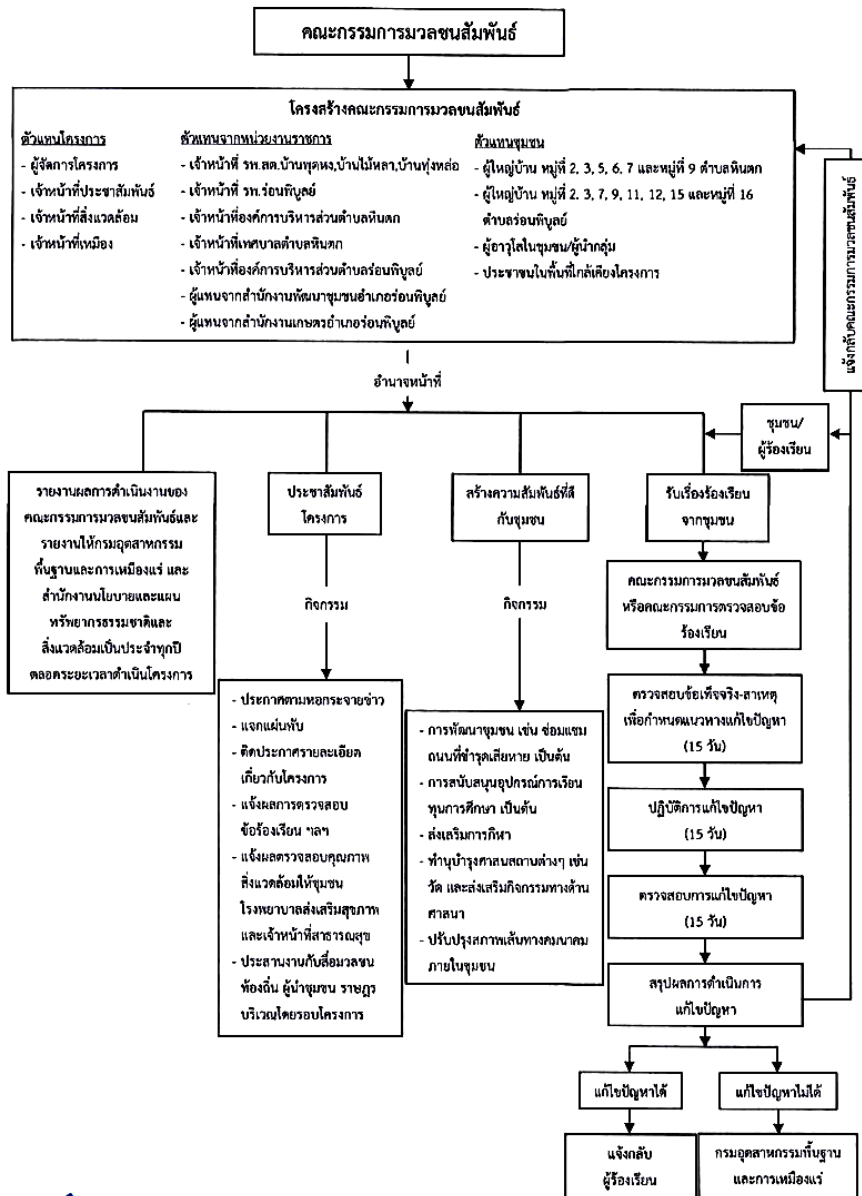 คณะกรรมการมวลชนสัมพันธ์
โครงสร้างคณะกรรมการมวลชนสัมพันธ์
ตัวแทนโครงการ
- ผู้จัดการโครงการ
- เจ้าหน้าที่ประชาสัมพันธ์
- เจ้าหน้าที่สิ่งแวดล้อม
- เจ้าหน้าที่เหมือง
ตัวแทนจากหน่วยงานราชการ
- เจ้าหน้าที่ รพ.สต.บ้านพุดหง,บ้านไม้หลา,บ้านทุ่งหล่อ
- เจ้าหน้าที่ รพ.ร่อนพิบูลย์
- เจ้าหน้าที่องค์การบริหารส่วนตำบลหินตก
- เจ้าหน้าที่เทศบาลตำบลหินตก
- เจ้าหน้าที่องค์การบริหารส่วนตำบลร่อนพิบูลย์
- ผู้แทนจากสำนักงานพัฒนาชุมชนอำเภอร่อนพิบูลย์
- ผู้แทนจากสำนักงานเกษตรอำเภอร่อนพิบูลย์
ตัวแทนชุมชน
- ผู้ใหญ่บ้าน หมู่ที่ 2, 3, 5, 6, 7 และหมู่ที่ 9 ตำบลหินตก
- ผู้ใหญ่บ้าน หมู่ที่ 2, 3, 7, 9, 11, 12, 15 และหมู่ที่ 16
ตำบลร่อนพิบูลย์
- ผู้อาวุโสในชุมชน/ผู้นำกลุ่ม
- ประชาชนในพื้นที่ใกล้เคียงโครงการ
แจ้งกลับคณะกรรมการมวลชนสัมพันธ์
อำนาจหน้าที่
ชุมชน/
ผู้ร้องเรียน
รายงานผลการดำเนินงานของ
คณะกรรมการมวลชนสัมพันธ์และ
รายงานให้กรมอุตสาหกรรม
พื้นฐานและการเหมืองแร่ และ
สำนักงานนโยบายและแผน
ทรัพยากรธรรมชาติและ
สิ่งแวดล้อมเป็นประจำทุกปี
ตลอดระยะเวลาดำเนินโครงการ
ประชาสัมพันธ์
โครงการ
กิจกรรม
- ประกาศตามหอกระจายข่าว
- แจกแผ่นพับ
- ติดประกาศรายละเอียด
เกี่ยวกับโครงการ
- แจ้งผลการตรวจสอบ
ข้อร้องเรียน ฯลฯ
- แจ้งผลตรวจสอบคุณภาพ
สิ่งแวดล้อมให้ชุมชน
โรงพยาบาลส่งเสริมสุขภาพ
และเจ้าหน้าที่สาธารณสุข
- ประสานงานกับสื่อมวลชน
ท้องถิ่น ผู้นำชุมชน ราษฎร
บริเวณโดยรอบโครงการ
สร้างความสัมพันธ์ที่ดี
กับชุมชน
กิจกรรม
- การพัฒนาชุมชน เช่น ซ่อมแซม
ถนนที่ชำรุดเสียหาย เป็นต้น
- การสนับสนุนอุปกรณ์การเรียน
ทุนการศึกษา เป็นต้น
- ส่งเสริมการกีฬา
- ทำนุบำรุงศาสนสถานต่างๆ เช่น
วัด และส่งเสริมกิจกรรมทางด้าน
ศาสนา
- ปรับปรุงสภาพเส้นทางคมนาคม
ภายในชุมชน
รับเรื่องร้องเรียน
จากชุมชน
คณะกรรมการมวลชนสัมพันธ์
หรือคณะกรรมการตรวจสอบข้อ
ร้องเรียน
ตรวจสอบข้อเท็จจริง-สาเหตุ
เพื่อกำหนดแนวทางแก้ไขปัญหา
(15 วัน)
ปฏิบัติการแก้ไขปัญหา
(15 วัน)
ตรวจสอบการแก้ไขปัญหา
(15 วัน)
สรุปผลการดำเนินการ
แก้ไขปัญหา
แก้ไขปัญหาได้
แก้ไขปัญหาไม่ได้
แจ้งกลับ
ผู้ร้องเรียน
กรมอุตสาหกรรมพื้นฐาน
และการเหมืองแร่